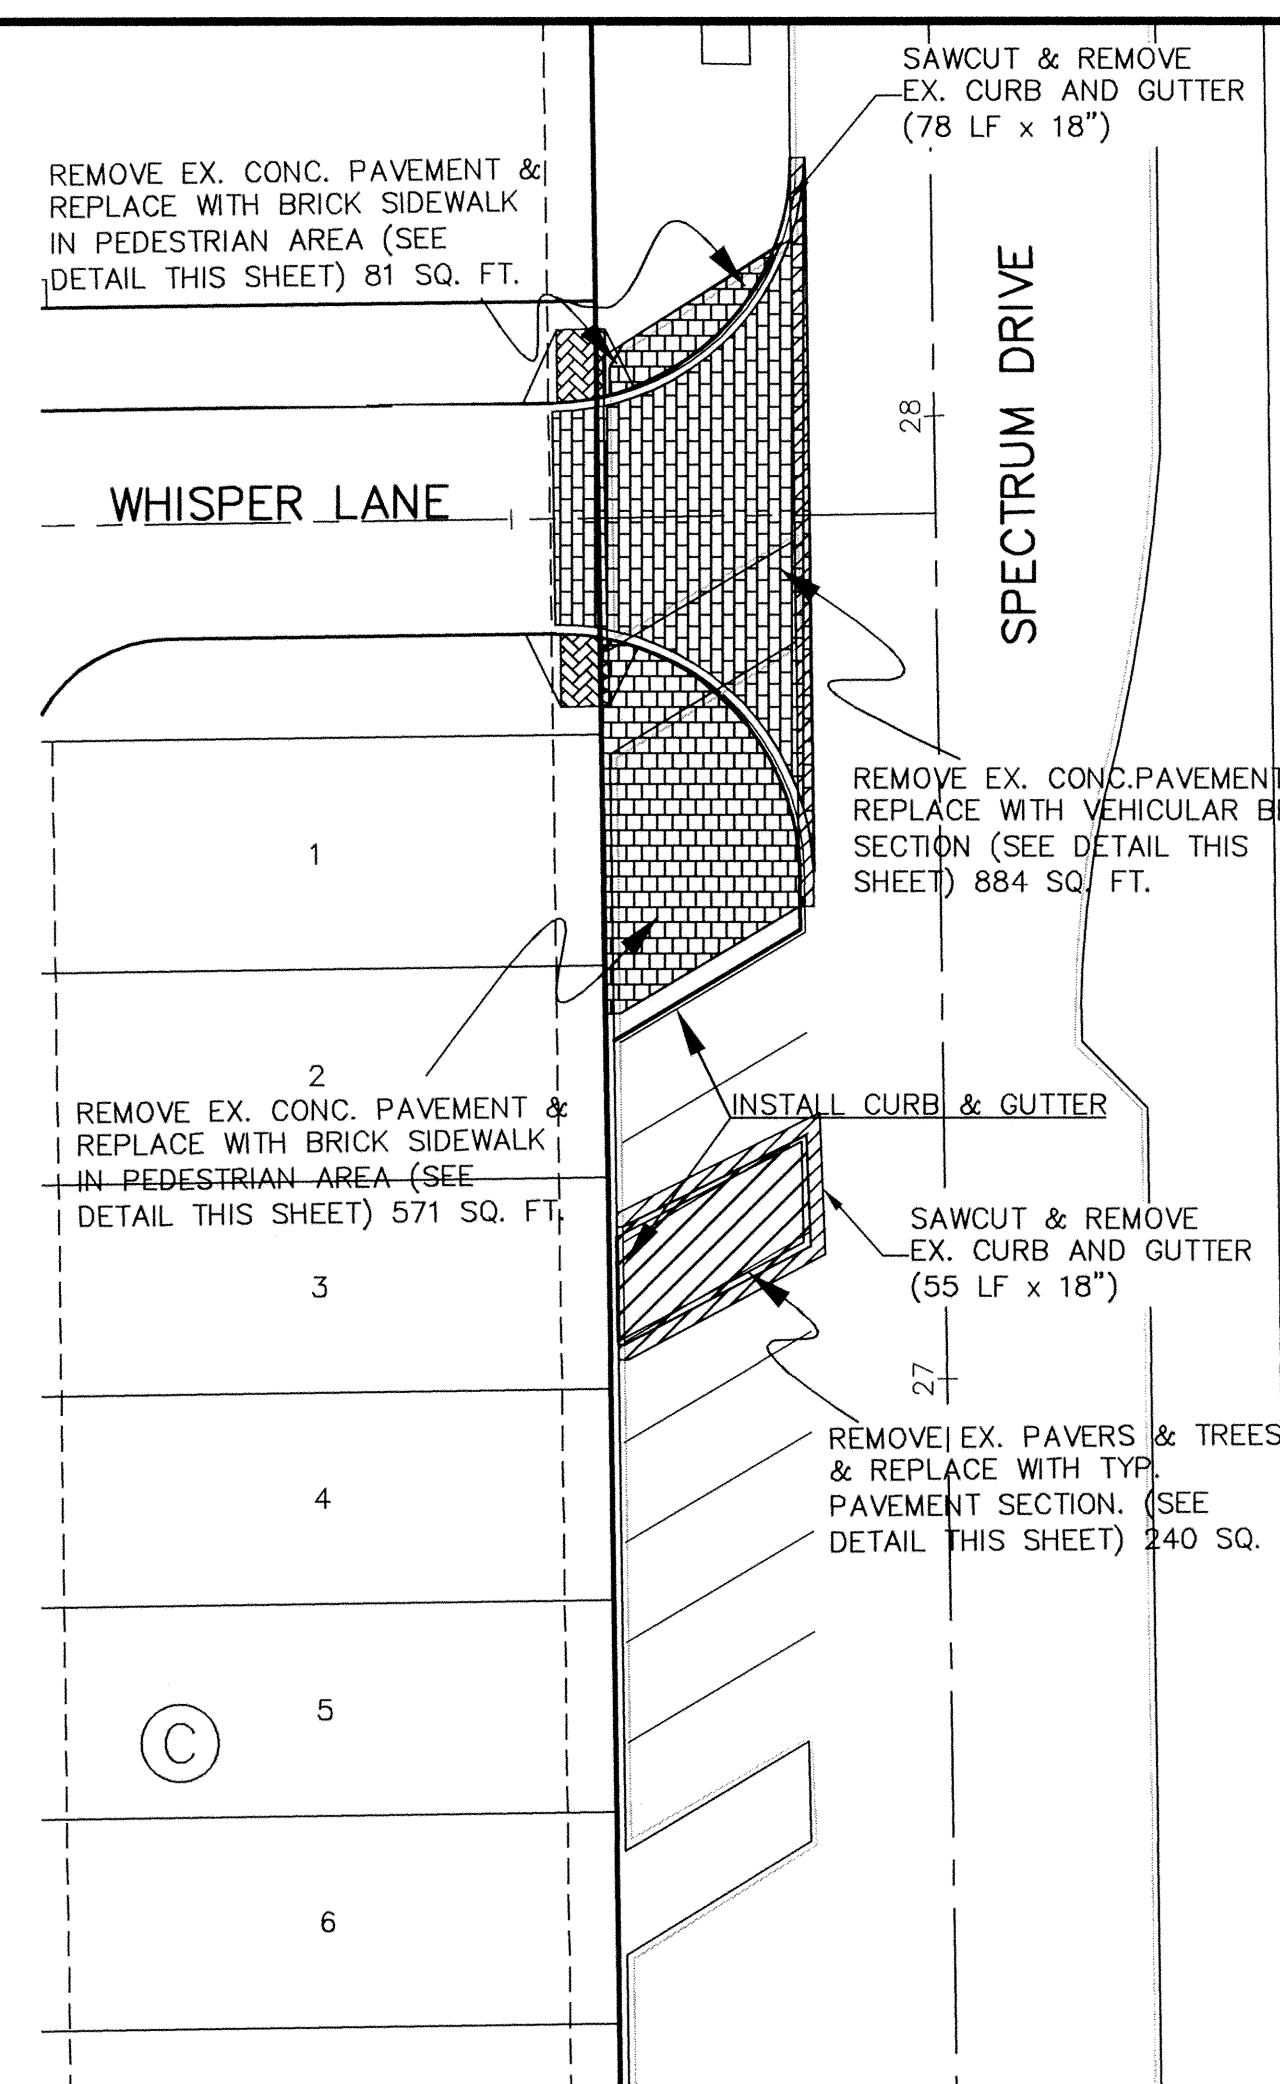 SAWCUT & REMOVE
EX. CURB AND GUTTER
(78 LF x 18")
REMOVE EX. CONC. PAVEMENT &
REPLACE WITH BRICK SIDEWALK
IN PEDESTRIAN AREA (SEE
DETAIL THIS SHEET) 81 SQ. FT.
SPECTRUM DRIVE
28
WHISPER LANE
REMOVE EX. CONC.PAVEMENT
REPLACE WITH VEHICULAR
SECTION (SEE DETAIL THIS
SHEET) 884 SQ. FT.
1
2
REMOVE EX. CONC. PAVEMENT &
REPLACE WITH BRICK SIDEWALK
IN PEDESTRIAN AREA (SEE
DETAIL THIS SHEET) 571 SQ. FT.
INSTALL CURB & GUTTER
SAWCUT & REMOVE
EX. CURB AND GUTTER
(55 LF x 18")
3
27
REMOVE EX. PAVERS & TREES
& REPLACE WITH TYP.
PAVEMENT SECTION. (SEE
DETAIL THIS SHEET) 240 SQ.
4
5
C
6